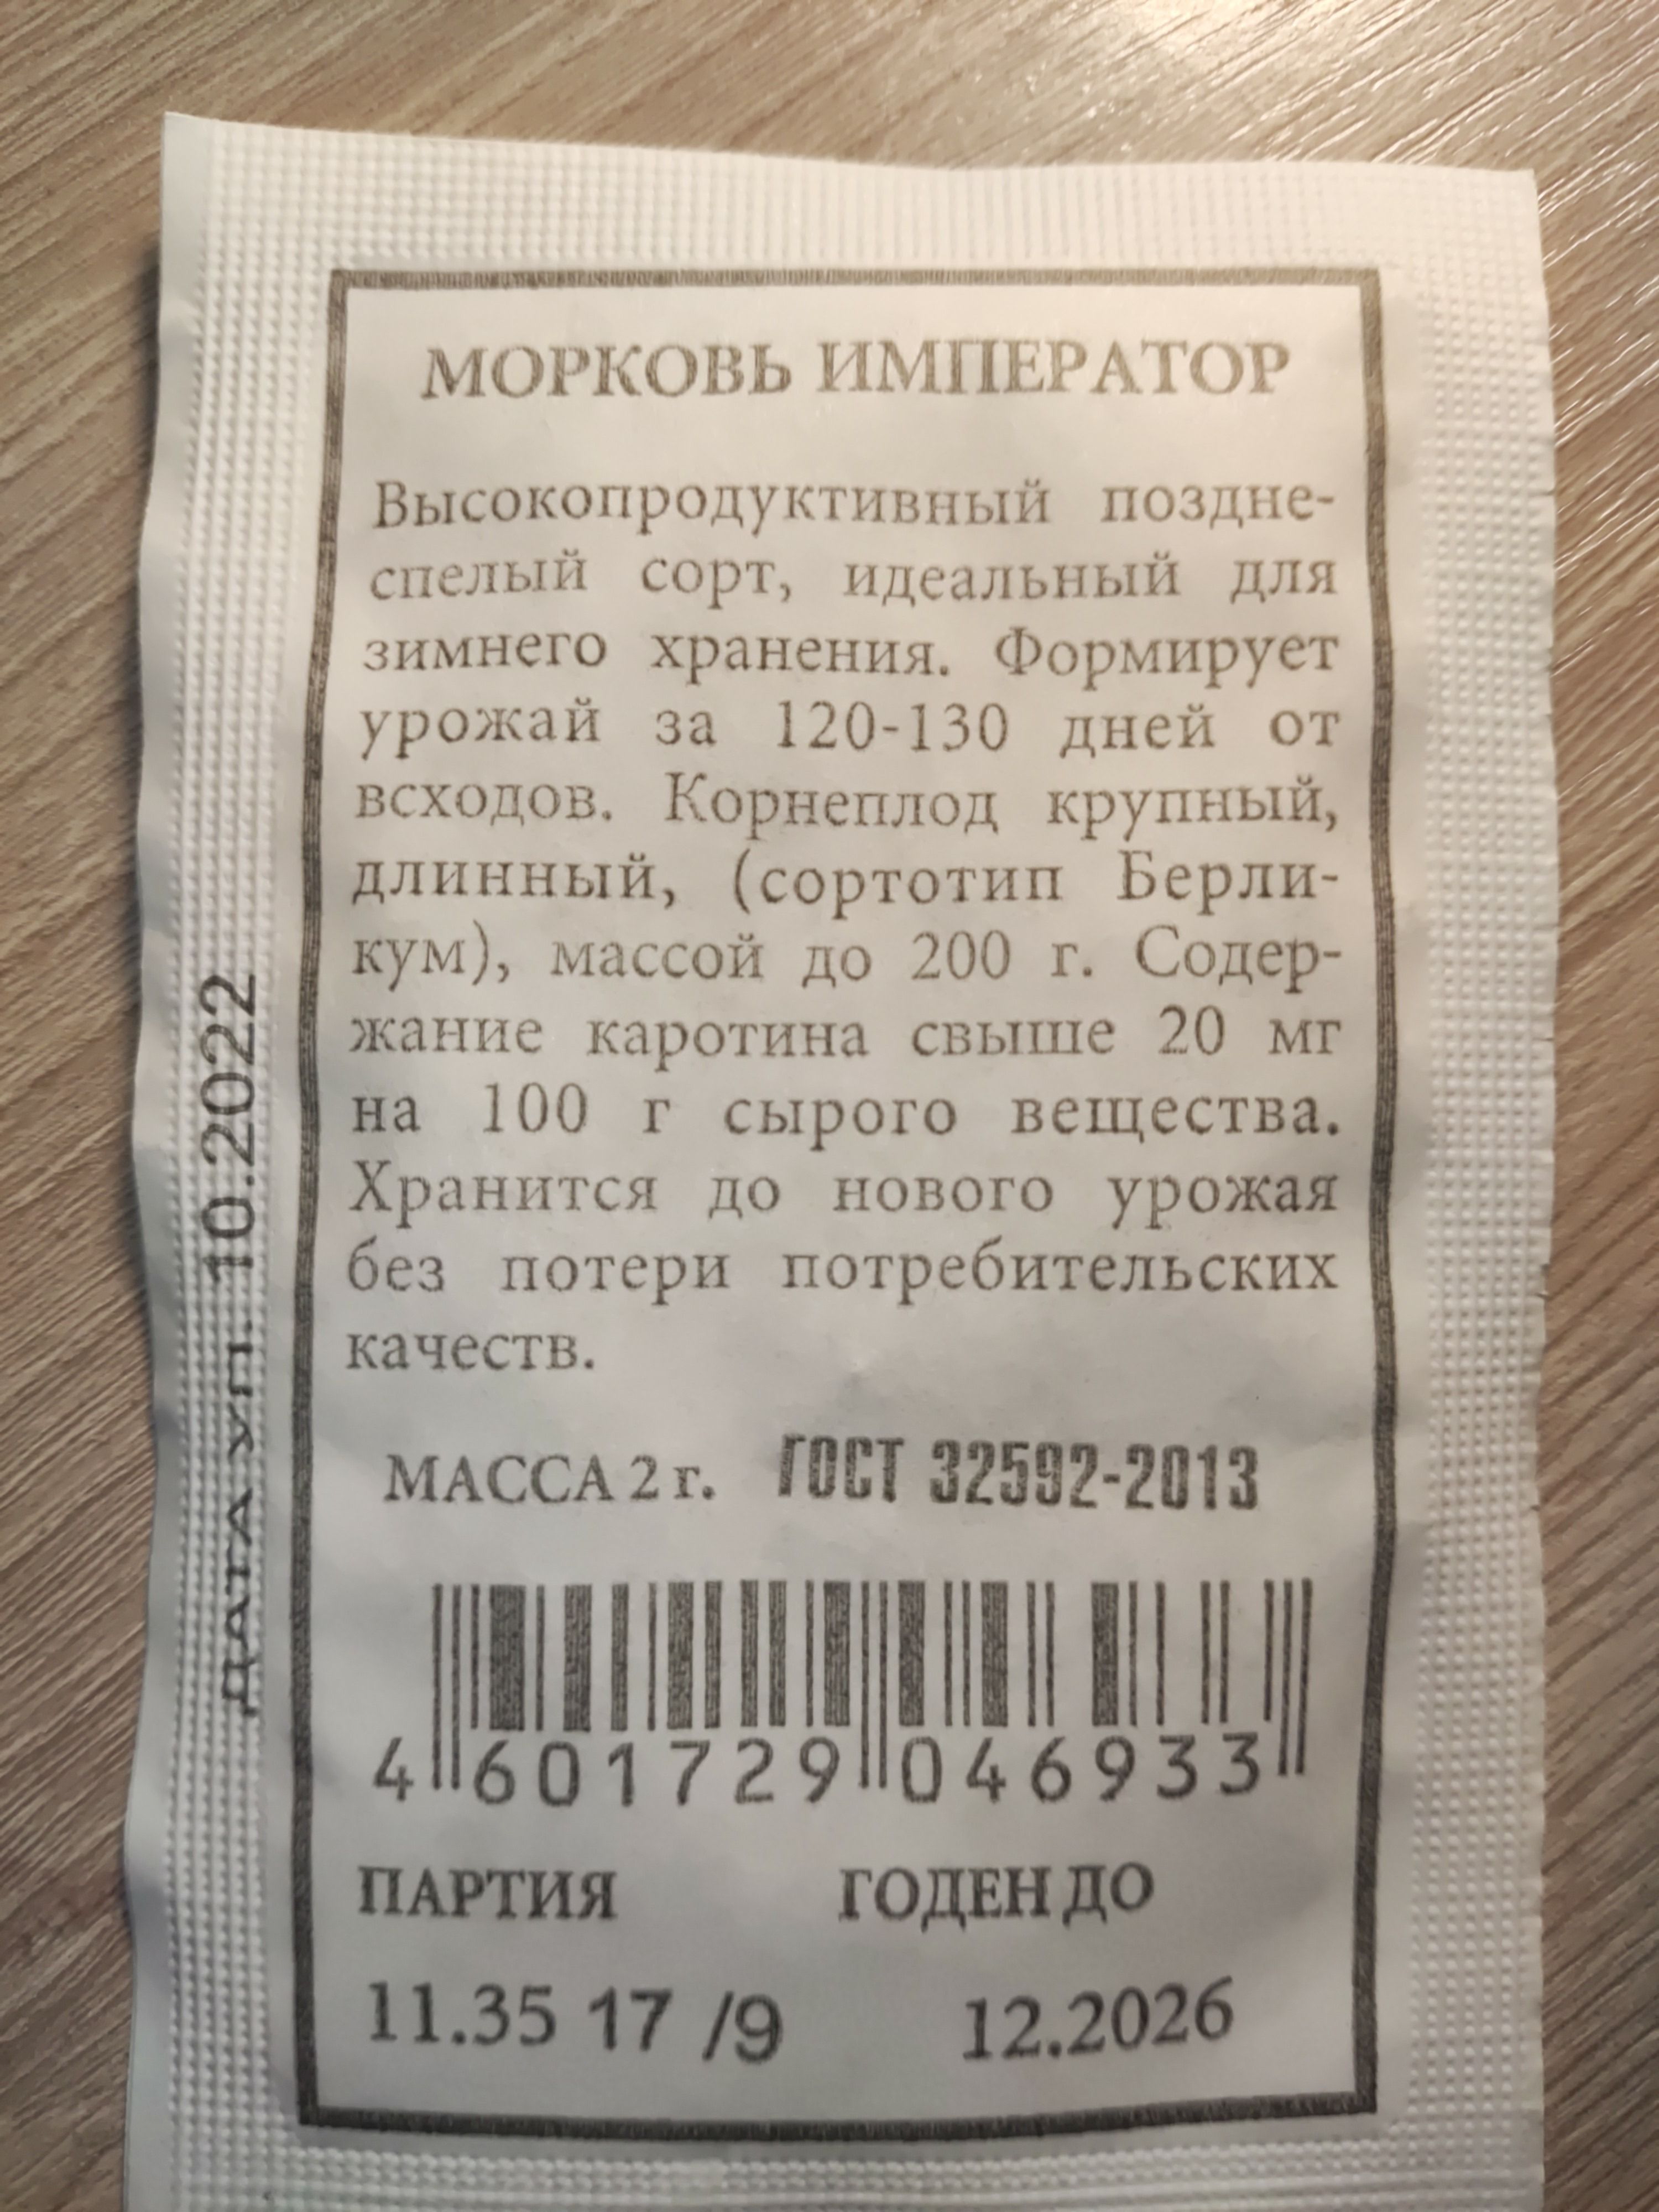 МОРКОВЬ ИМПЕРАТОР
Высокопродуктивный поздне-
спелый сорт, идеальный для
зимнего хранения. Формирует
урожай за 120-130 дней от
всходов. Корнеплод крупный,
длинный, (сортотип Берли-
кум), массой до 200 г. Содер-
жание каротина свыше 20 мг
на 100 г сырого вещества.
Хранится до нового урожая
без потери потребительских
качеств.
МАССА 2 г. ГОСТ 32592-2013
4 601729 046933
ПАРТИЯ ГОДЕН ДО
11.35 17 /9 12.2026
ДАТА УП. 10.2022